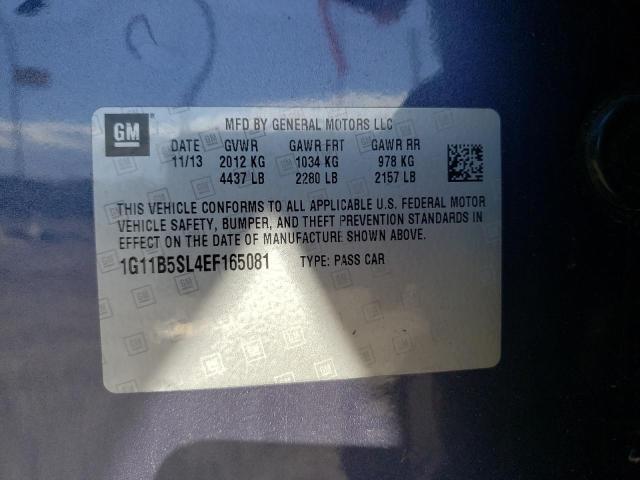 GM
MFD BY GENERAL MOTORS LLC
DATE GVWR GAWR FRT GAWR RR
11/13 2012 KG 1034 KG 978 KG
4437 LB 2280 LB 2157 LB
THIS VEHICLE CONFORMS TO ALL APPLICABLE U.S. FEDERAL MOTOR
VEHICLE SAFETY, BUMPER, AND THEFT PREVENTION STANDARDS IN
EFFECT ON THE DATE OF MANUFACTURE SHOWN ABOVE.
1G11B5SL4EF165081 TYPE: PASS CAR